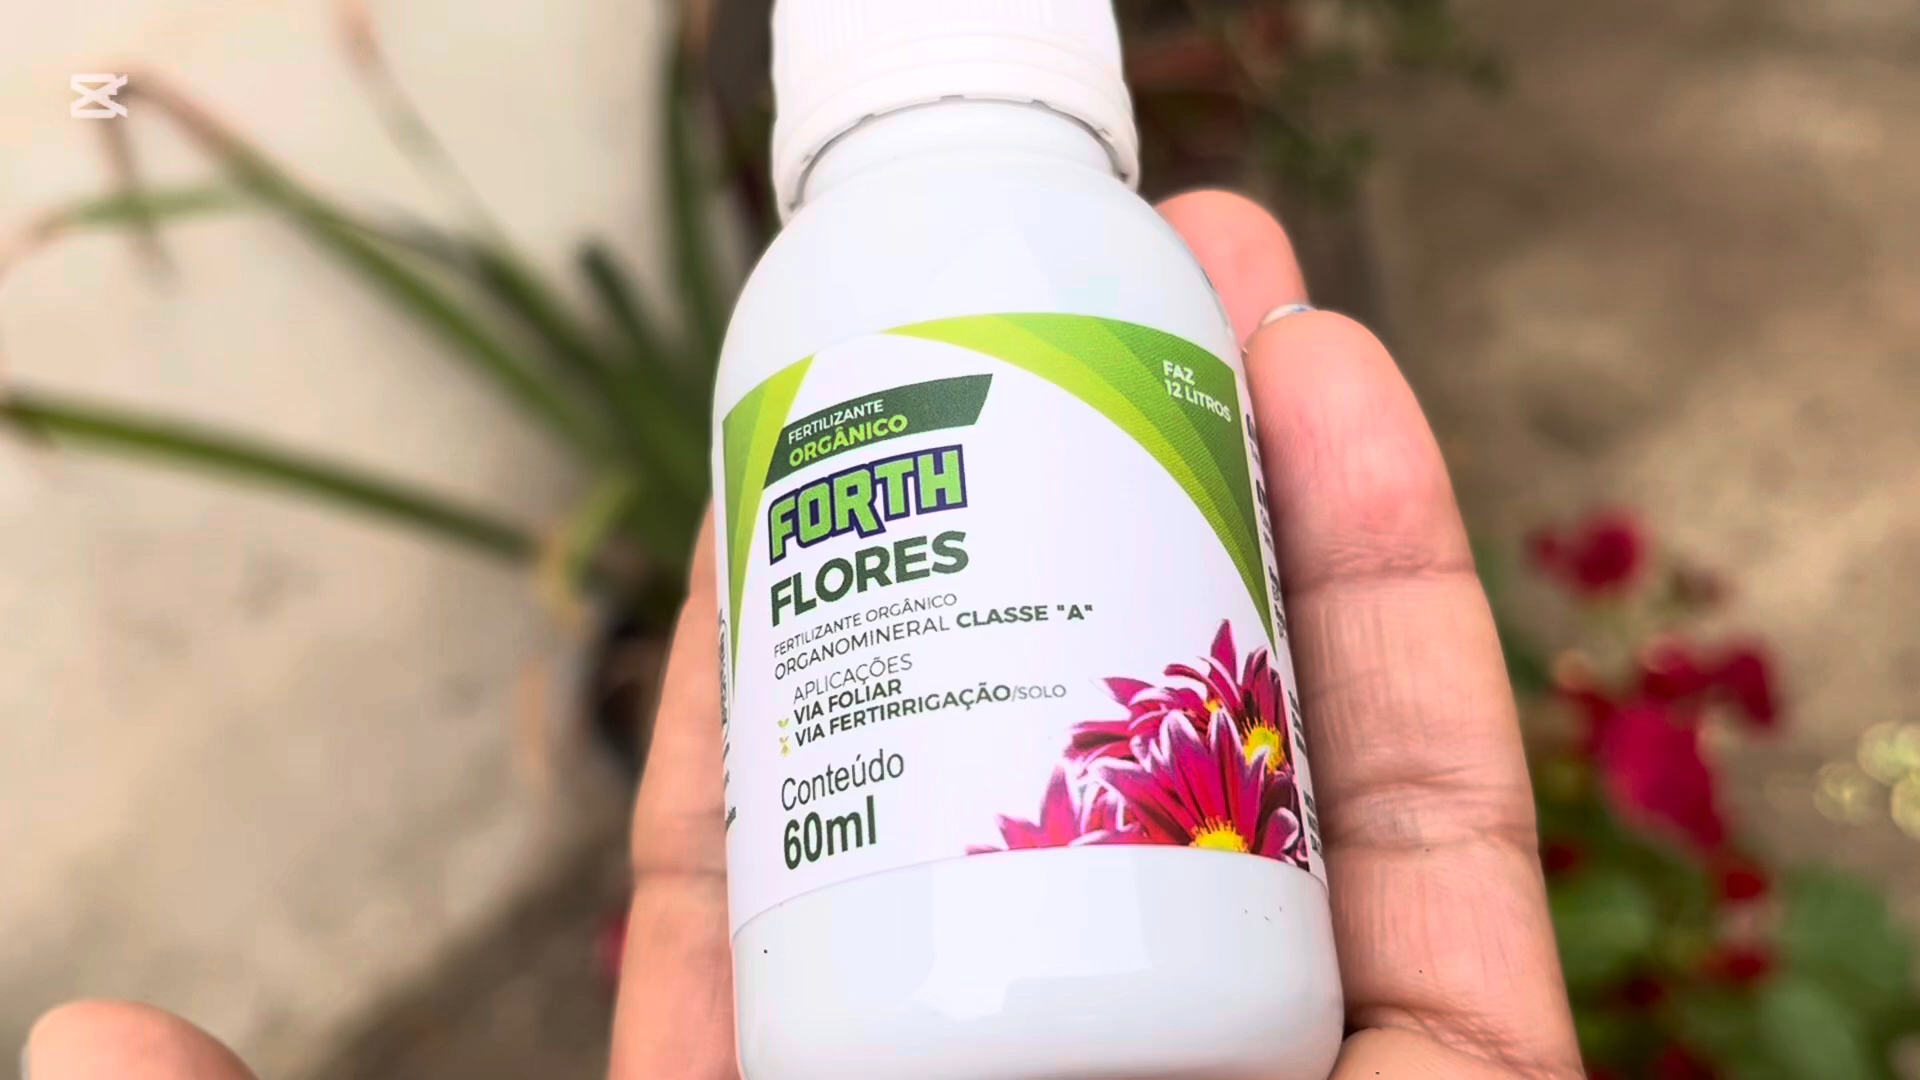 FAZ
12 LITROS
FERTILIZANTE
ORGÂNICO
FORTH
FLORES
FERTILIZANTE ORGÂNICO
ORGANOMINERAL CLASSE "A"
APLICAÇÕES
VIA FOLIAR
VIA FERTIRRIGAÇÃO/SOLO
Conteúdo
60ml